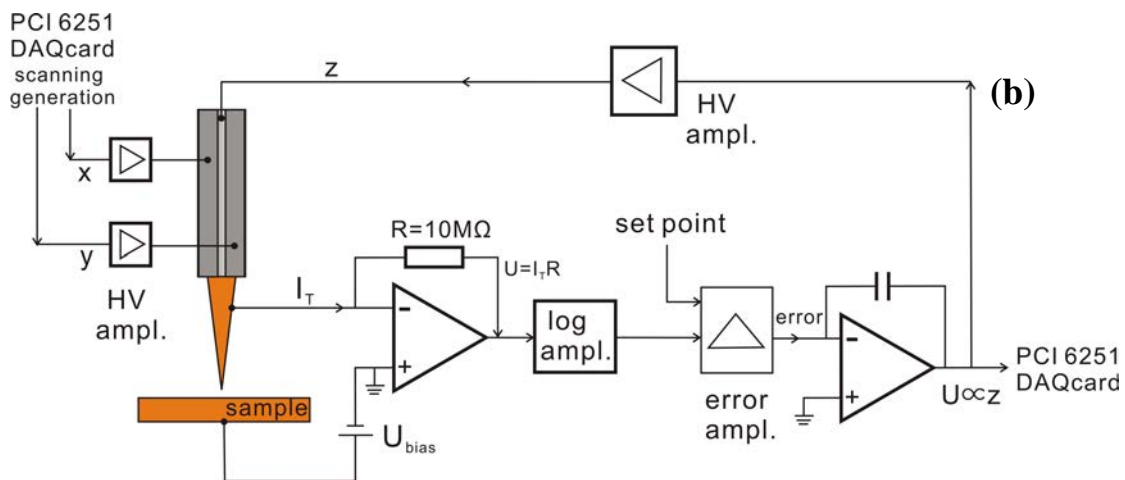 PCI 6251
DAQcard
scanning
generation
z
HV
ampl.
(b)
x
y
HV
ampl.
I_T
R=10MΩ
U=I_TR
-
+
log
ampl.
set point
error
error
ampl.
-
+
U∝z
PCI 6251
DAQcard
sample
U_bias